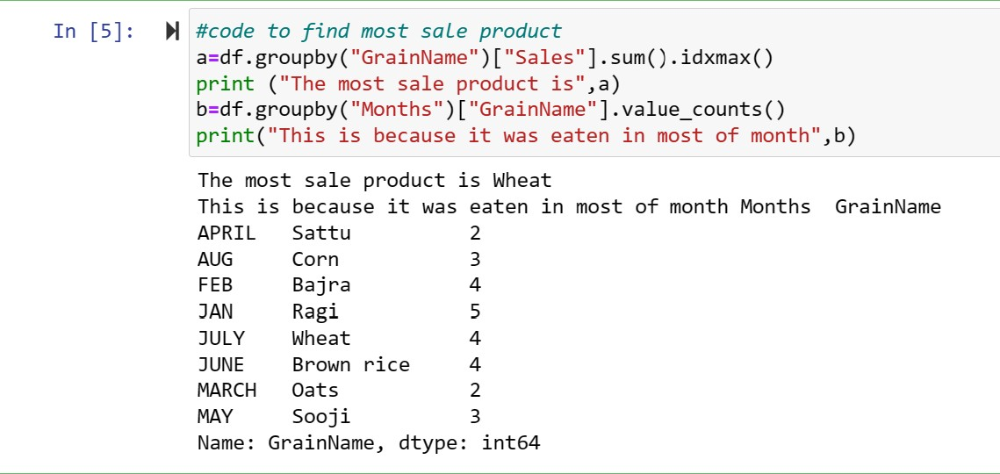 In [5]:
#code to find most sale product
a=df.groupby("GrainName")["Sales"].sum().idxmax()
print ("The most sale product is",a)
b=df.groupby("Months")["GrainName"].value_counts()
print("This is because it was eaten in most of month",b)
The most sale product is Wheat
This is because it was eaten in most of month Months  GrainName
APRIL   Sattu          2
AUG     Corn           3
FEB     Bajra          4
JAN     Ragi           5
JULY    Wheat          4
JUNE    Brown rice     4
MARCH   Oats           2
MAY     Sooji          3
Name: GrainName, dtype: int64